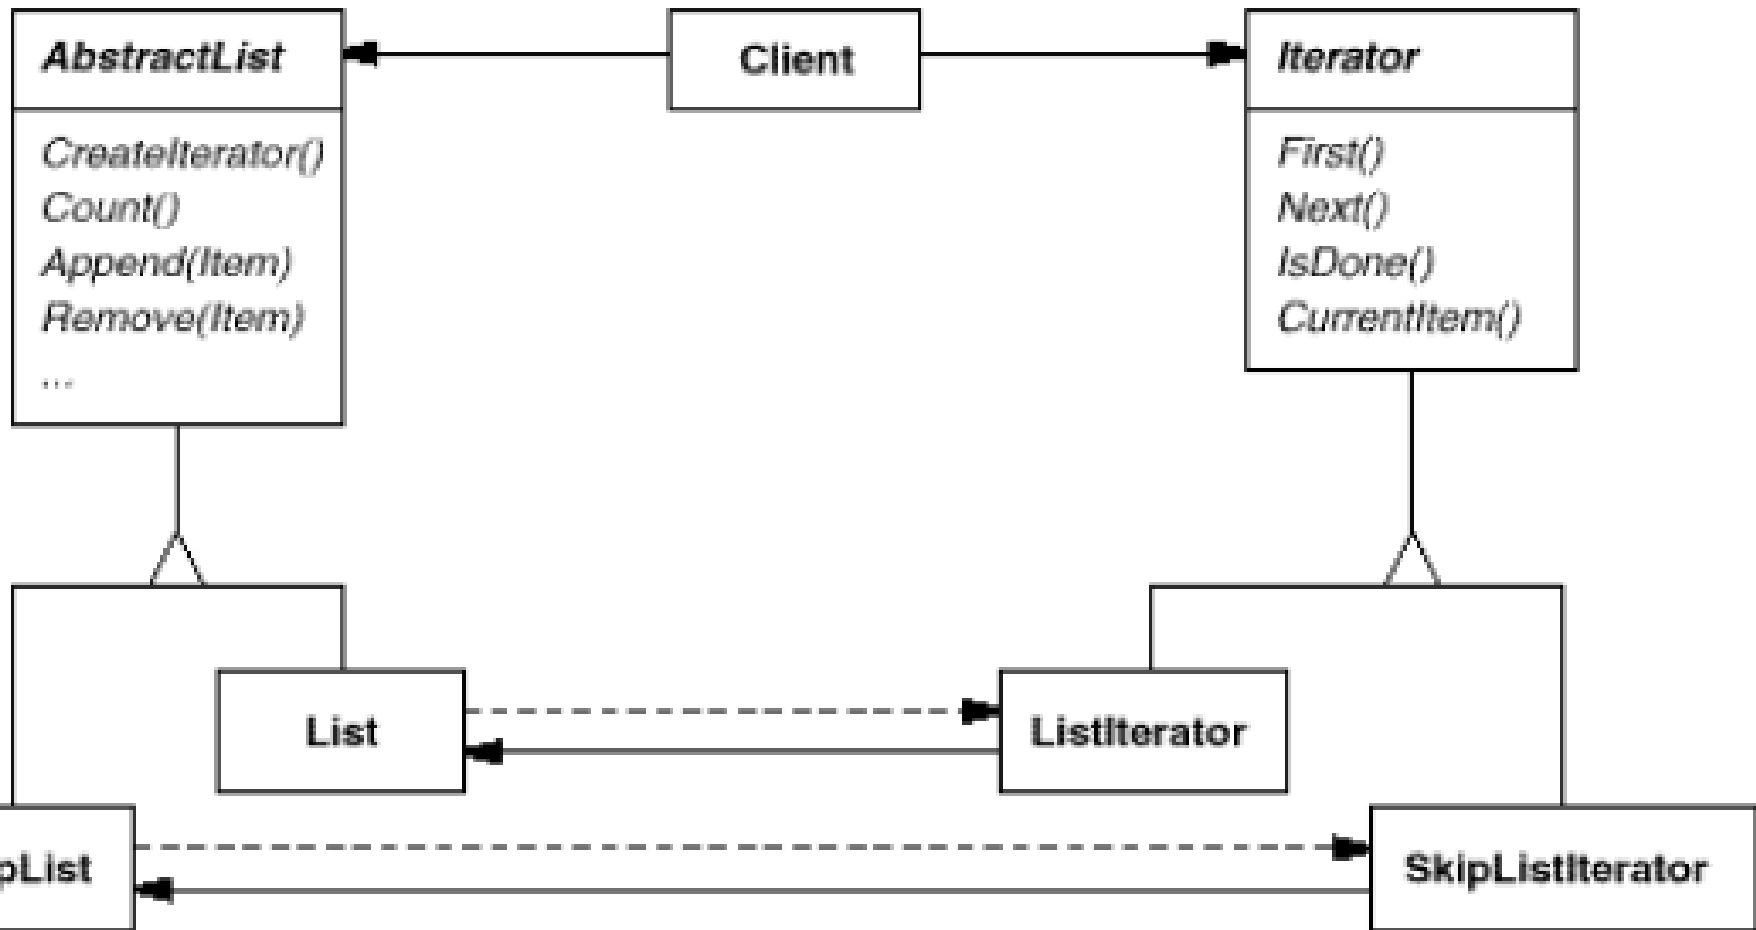 AbstractList
CreateIterator()
Count()
Append(Item)
Remove(Item)
...
Client
Iterator
First()
Next()
IsDone()
CurrentItem()
List
ListIterator
pList
SkipListIterator